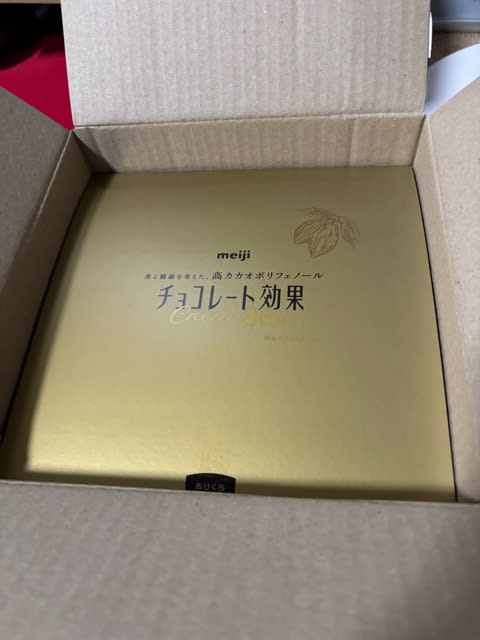 meiji
美と健康を考えた、高カカオポリフェノール
チョコレート効果
Cacao
あけくち